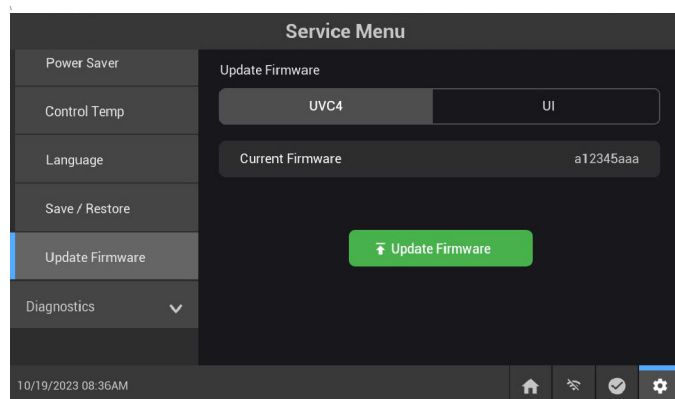 Service Menu
Power Saver
Control Temp
Language
Save / Restore
Update Firmware
Diagnostics
Update Firmware
UVC4 UI
Current Firmware a12345aaa
Update Firmware
10/19/2023 08:36AM